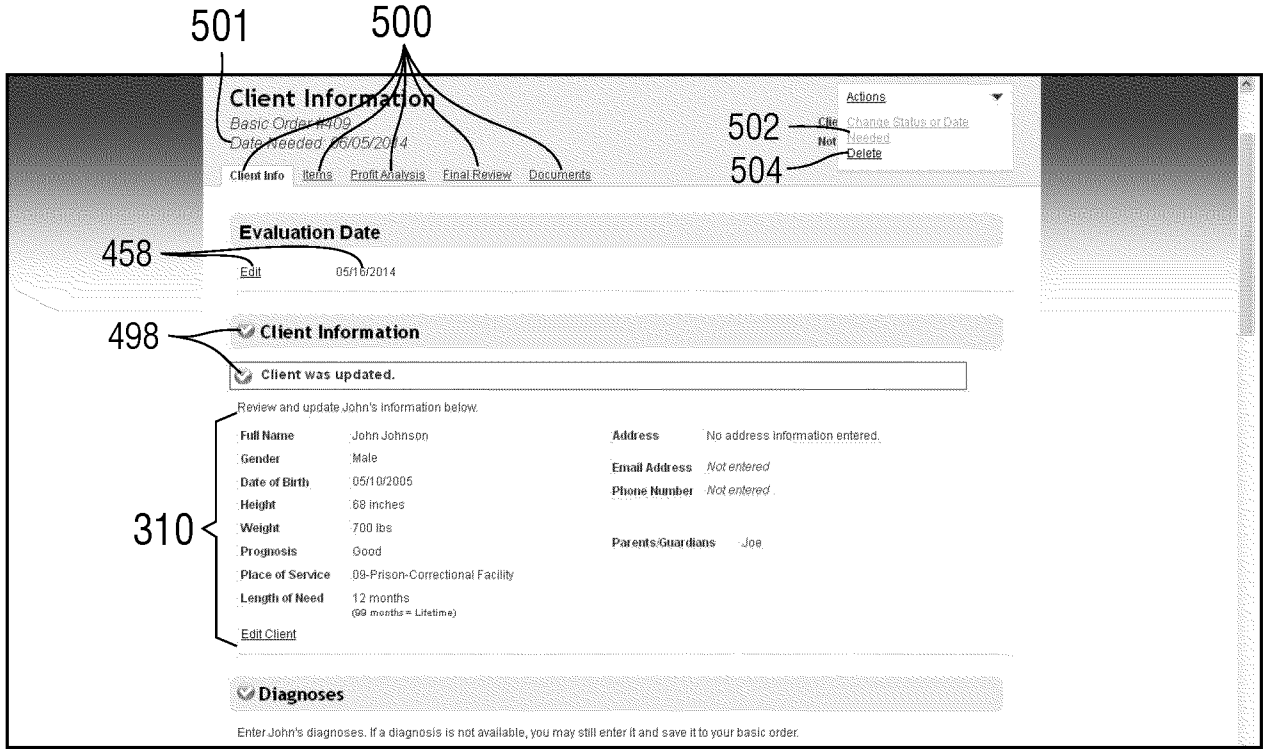 501
500
Client Information
Basic Order #409
Date Needed: 06/05/2014
Actions
Change Status or Date
Needed
Delete
Clie
Not
502
504
Client Info Items Profit Analysis Final Review Documents
Evaluation Date
458
Edit 05/16/2014
498
Client Information
Client was updated.
Review and update John's information below.
310
Full Name John Johnson
Gender Male
Date of Birth 05/10/2005
Height 68 inches
Weight 700 lbs
Prognosis Good
Place of Service 09-Prison-Correctional Facility
Length of Need 12 months
(99 months = Lifetime)
Edit Client
Address No address information entered.
Email Address Not entered
Phone Number Not entered
Parents/Guardians Joe
Diagnoses
Enter John's diagnoses. If a diagnosis is not available, you may still enter it and save it to your basic order.